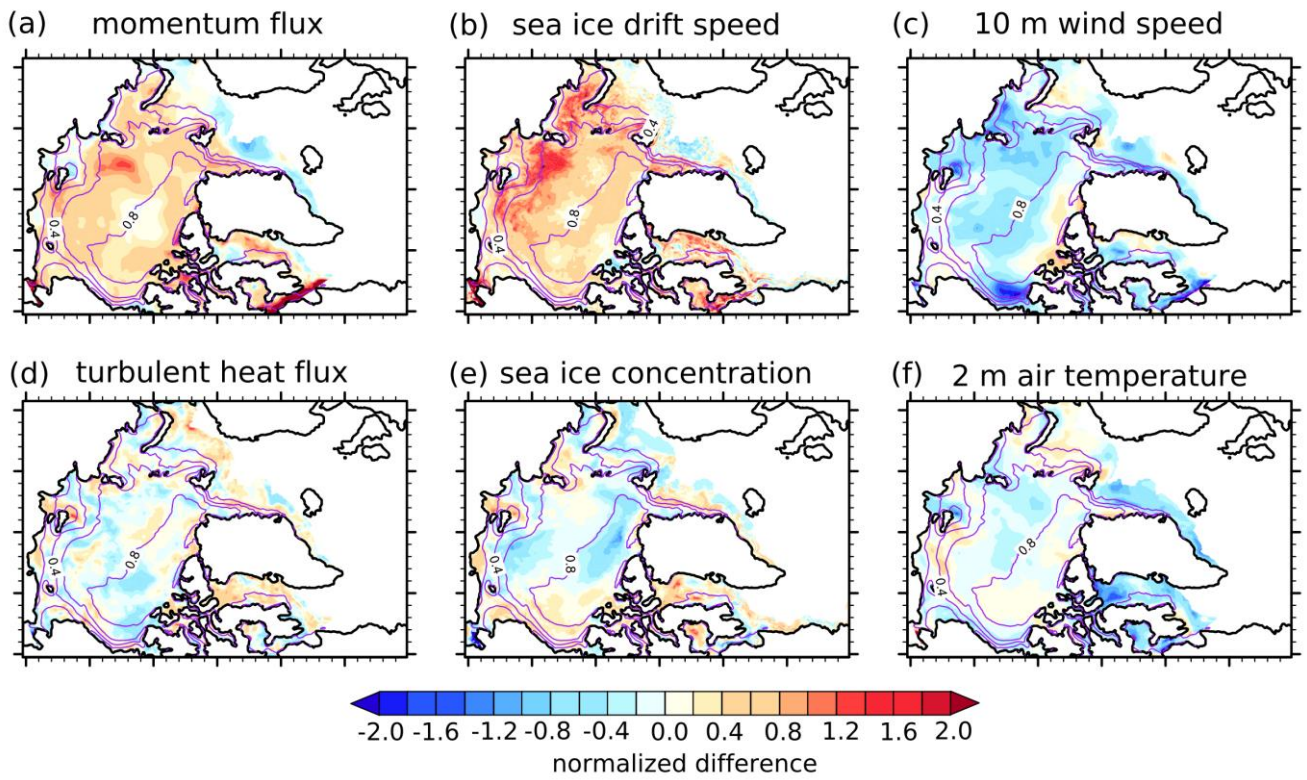 (a) momentum flux
(b) sea ice drift speed
(c) 10 m wind speed
0.4
0.8
0.4
0.8
0.4
0.4
0.8
(d) turbulent heat flux
(e) sea ice concentration
(f) 2 m air temperature
0.4
0.8
0.4
0.8
0.4
0.8
-2.0 -1.6 -1.2 -0.8 -0.4 0.0 0.4 0.8 1.2 1.6 2.0
normalized difference